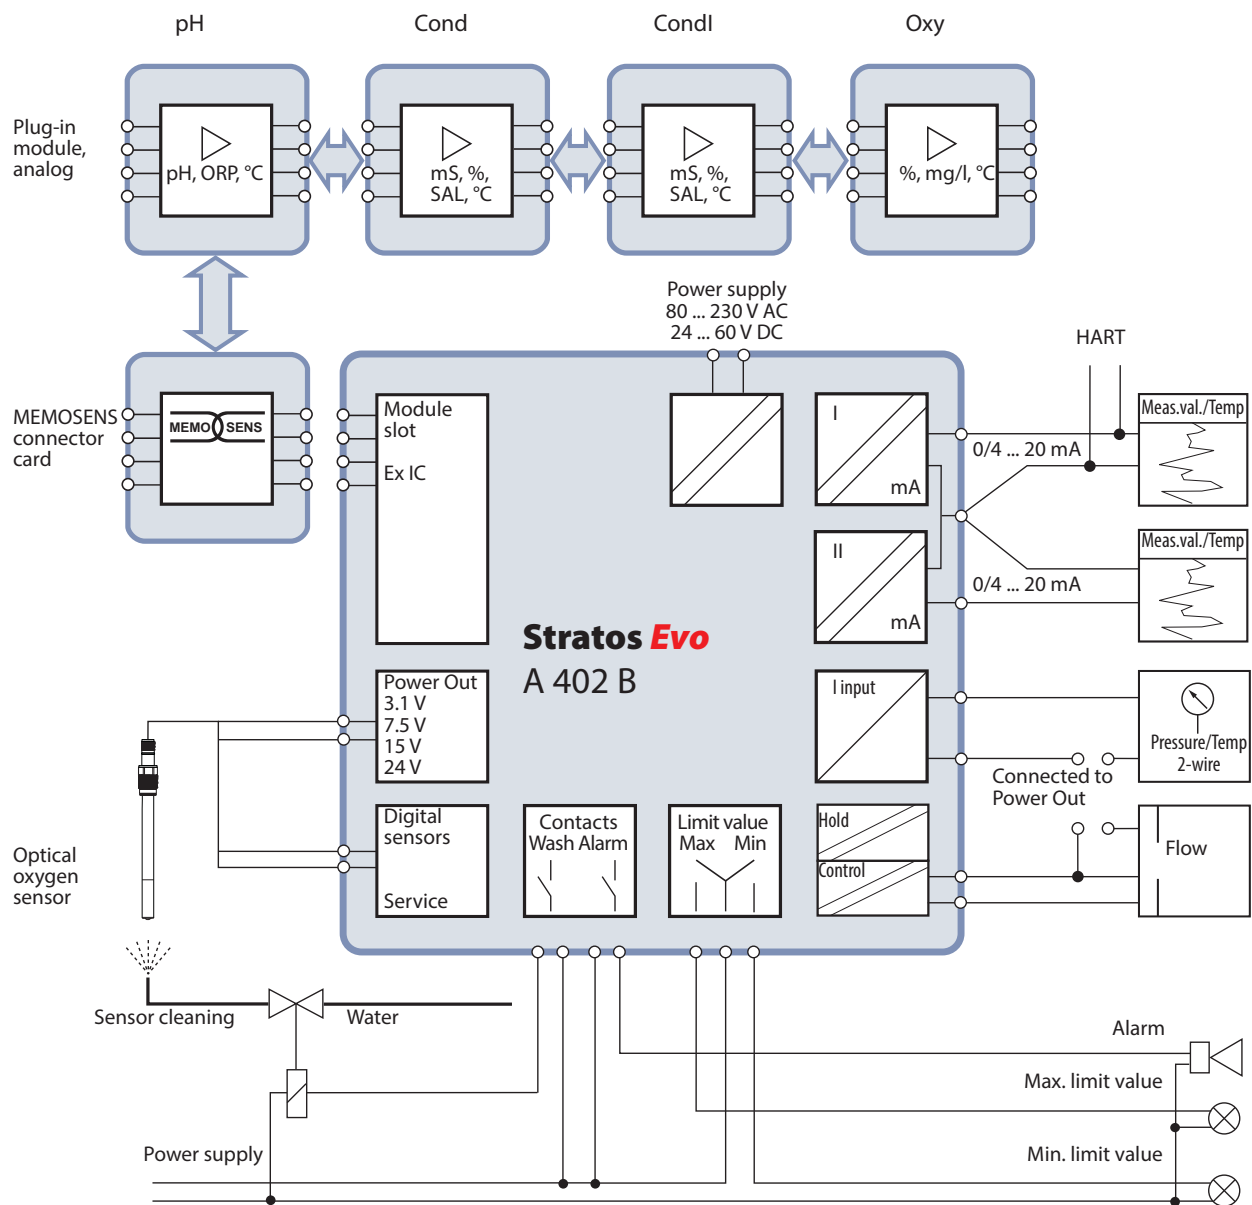 pH
Cond
CondI
Oxy
Plug-in
module,
analog
pH, ORP, °C
mS, %,
SAL, °C
mS, %,
SAL, °C
%, mg/l, °C
Power supply
80 ... 230 V AC
24 ... 60 V DC
HART
MEMOSENS
connector
card
MEMO SENS
Module
slot
Ex IC
I
mA
0/4 ... 20 mA
Meas.val./Temp
II
mA
0/4 ... 20 mA
Meas.val./Temp
Stratos Evo
A 402 B
Power Out
3.1 V
7.5 V
15 V
24 V
I input
Pressure/Temp
2-wire
Connected to
Power Out
Optical
oxygen
sensor
Digital
sensors
Service
Contacts
Wash Alarm
Limit value
Max Min
Hold
Control
Flow
Sensor cleaning
Water
Alarm
Max. limit value
Power supply
Min. limit value